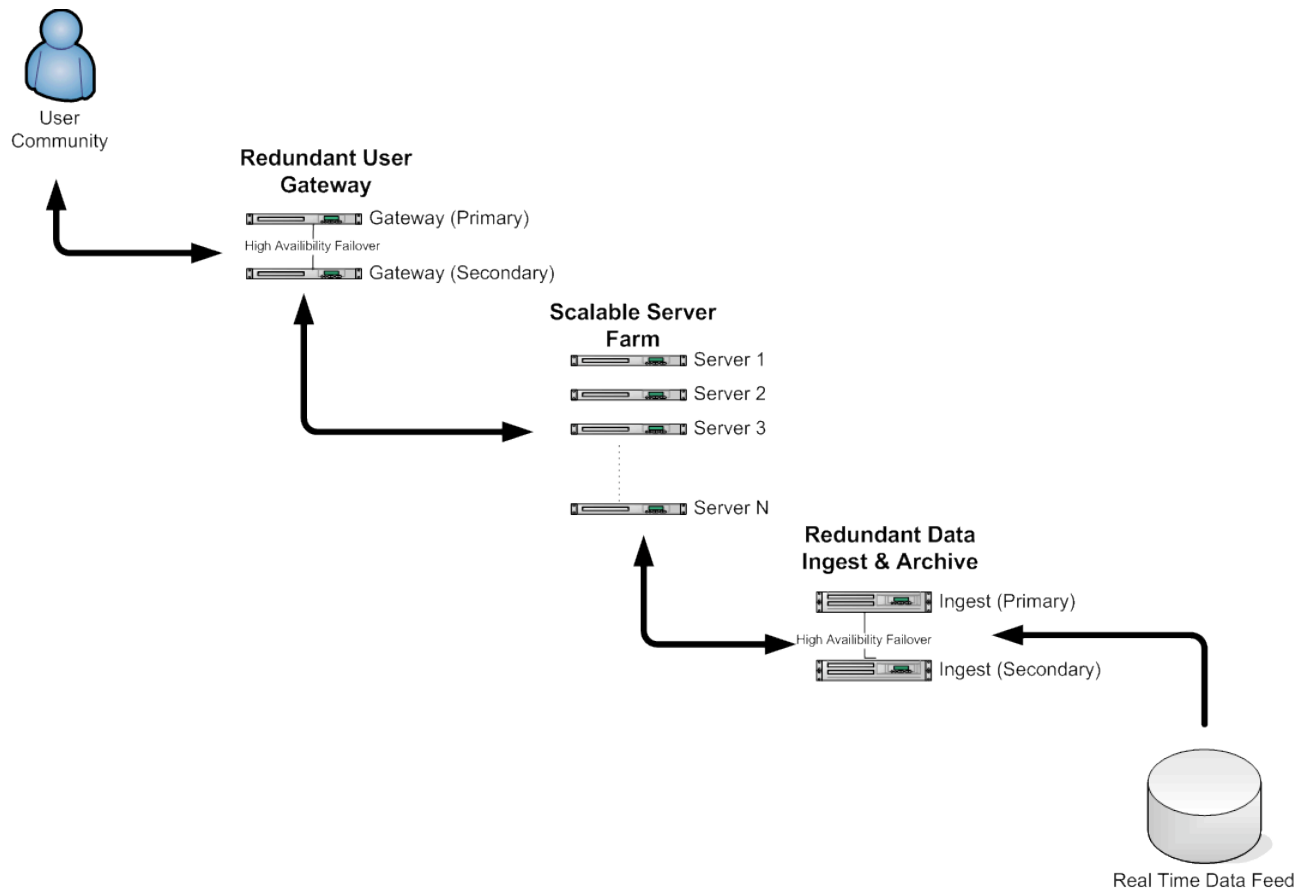 User
Community
Redundant User
Gateway
Gateway (Primary)
High Availibility Failover
Gateway (Secondary)
Scalable Server
Farm
Server 1
Server 2
Server 3
Server N
Redundant Data
Ingest & Archive
Ingest (Primary)
High Availibility Failover
Ingest (Secondary)
Real Time Data Feed